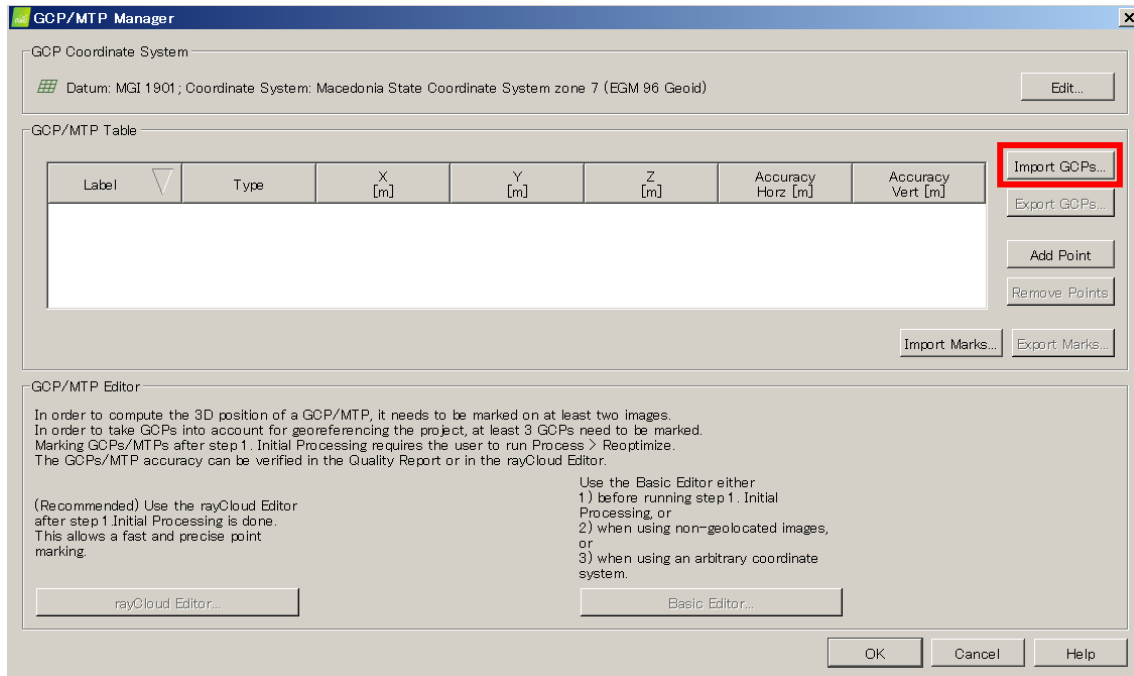 GCP/MTP Manager
GCP Coordinate System
Datum: MGI 1901; Coordinate System: Macedonia State Coordinate System zone 7 (EGM 96 Geoid)
Edit...
GCP/MTP Table
Label
Type
X
[m]
Y
[m]
Z
[m]
Accuracy
Horz [m]
Accuracy
Vert [m]
Import GCPs...
Export GCPs...
Add Point
Remove Points
Import Marks...
Export Marks...
GCP/MTP Editor
In order to compute the 3D position of a GCP/MTP, it needs to be marked on at least two images.
In order to take GCPs into account for georeferencing the project, at least 3 GCPs need to be marked.
Marking GCPs/MTPs after step 1. Initial Processing requires the user to run Process > Reoptimize.
The GCPs/MTP accuracy can be verified in the Quality Report or in the rayCloud Editor.
(Recommended) Use the rayCloud Editor
after step 1.Initial Processing is done.
This allows a fast and precise point
marking.
rayCloud Editor...
Use the Basic Editor either
1) before running step 1. Initial
Processing, or
2) when using non-geolocated images,
or
3) when using an arbitrary coordinate
system.
Basic Editor...
OK
Cancel
Help